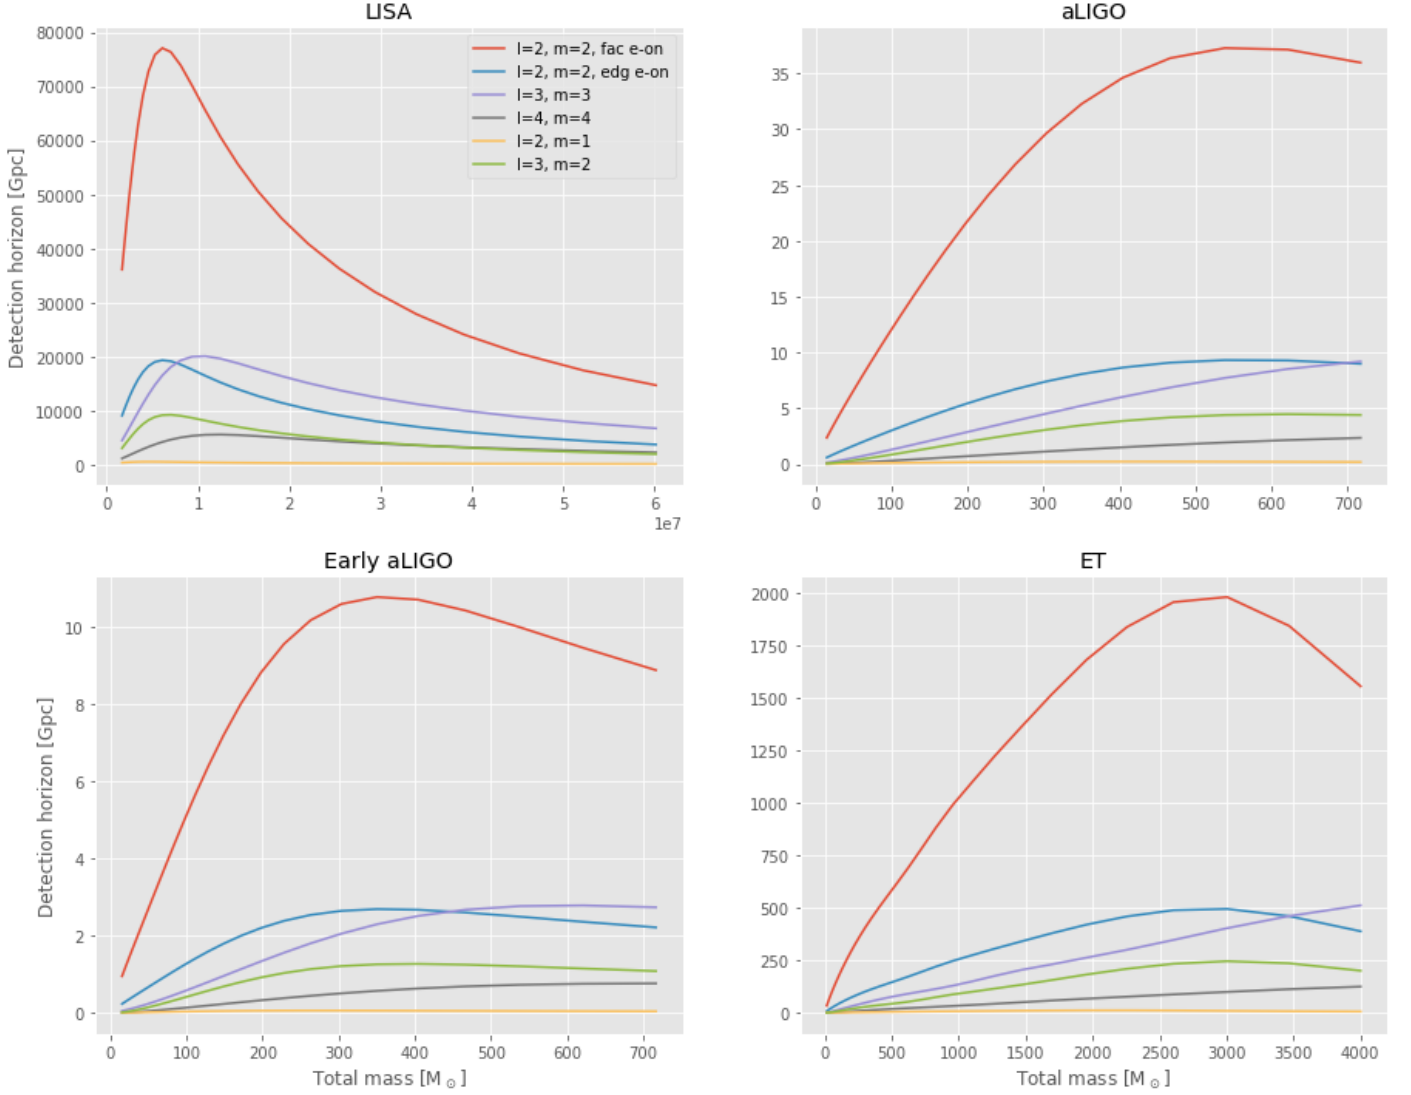 LISA
Detection horizon [Gpc]
80000
70000
60000
50000
40000
30000
20000
10000
0
l=2, m=2, fac e-on
l=2, m=2, edg e-on
l=3, m=3
l=4, m=4
l=2, m=1
l=3, m=2
0 1 2 3 4 5 6
1e7
aLIGO
35
30
25
20
15
10
5
0
0 100 200 300 400 500 600 700
Early aLIGO
Detection horizon [Gpc]
10
8
6
4
2
0
0 100 200 300 400 500 600 700
Total mass [M⊙]
ET
2000
1750
1500
1250
1000
750
500
250
0
0 500 1000 1500 2000 2500 3000 3500 4000
Total mass [M⊙]